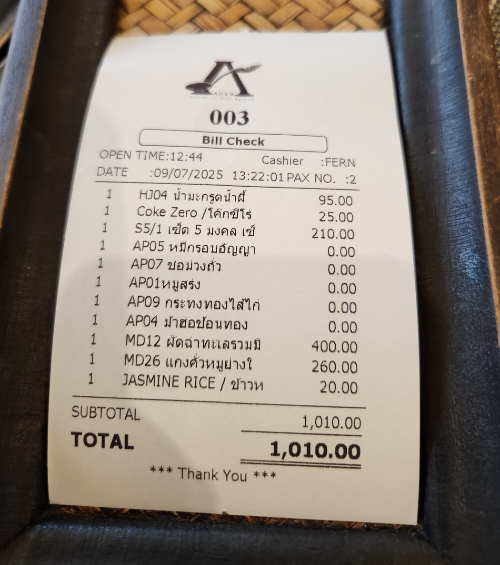 003
Bill Check
OPEN TIME:12:44 Cashier :FERN
DATE :09/07/2025 13:22:01 PAX NO. :2
1 HJ04 น้ำมะกรูดน้ำผึ้ 95.00
1 Coke Zero /โค้กซีโร่ 25.00
1 S5/1 เซ็ต 5 มงคล เซ้ 210.00
1 AP05 หมี่กรอบอัญญา 0.00
1 AP07 ช่อม่วงถั่ว 0.00
1 AP01หมูสร่ง 0.00
1 AP09 กระทงทองไส้ไก่ 0.00
1 AP04 ม้าฮ่อช้อนทอง 0.00
1 MD12 ผัดฉ่าทะเลรวมมิ 400.00
1 MD26 แกงคั่วหมูย่างใ 260.00
1 JASMINE RICE / ข้าวห 20.00
SUBTOTAL 1,010.00
TOTAL 1,010.00
*** Thank You ***